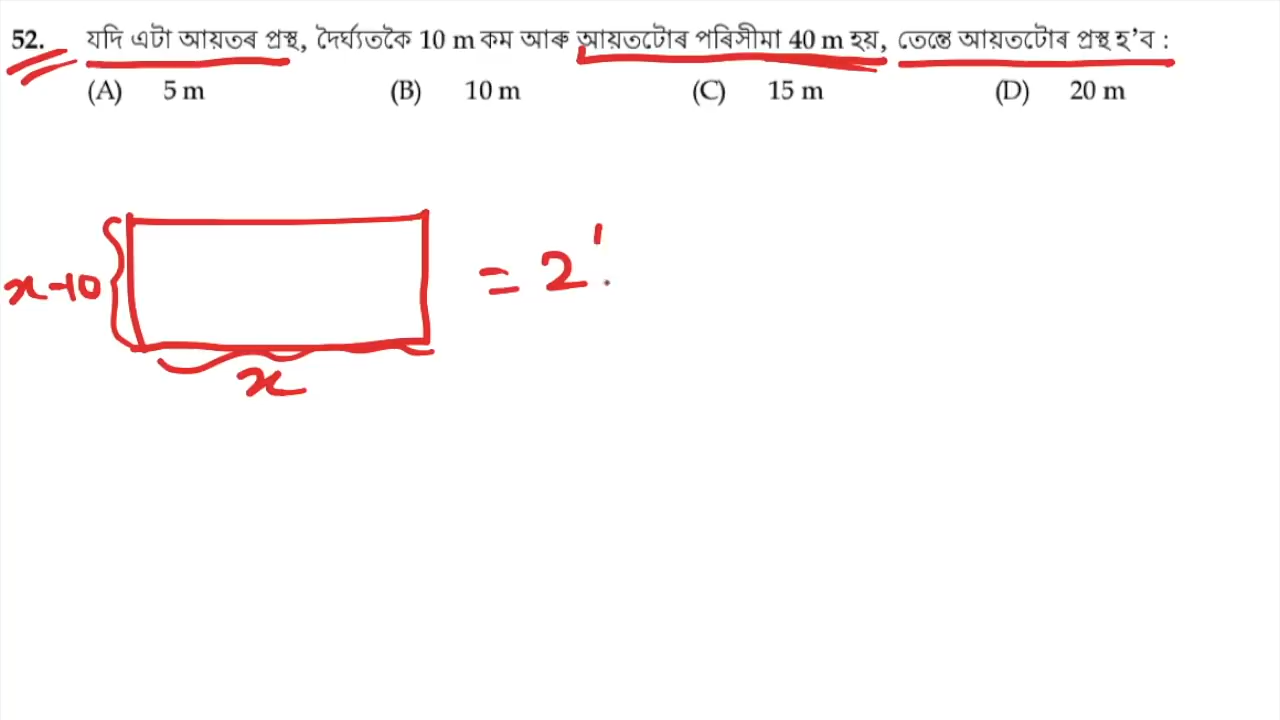 52. যদি এটা আয়তৰ প্ৰস্থ, দৈৰ্ঘ্যতকৈ 10 m কম আৰু আয়তটোৰ পৰিসীমা 40 m হয়, তেন্তে আয়তটোৰ প্ৰস্থ হ'ব :
(A) 5 m (B) 10 m (C) 15 m (D) 20 m
x-10 = 2
x